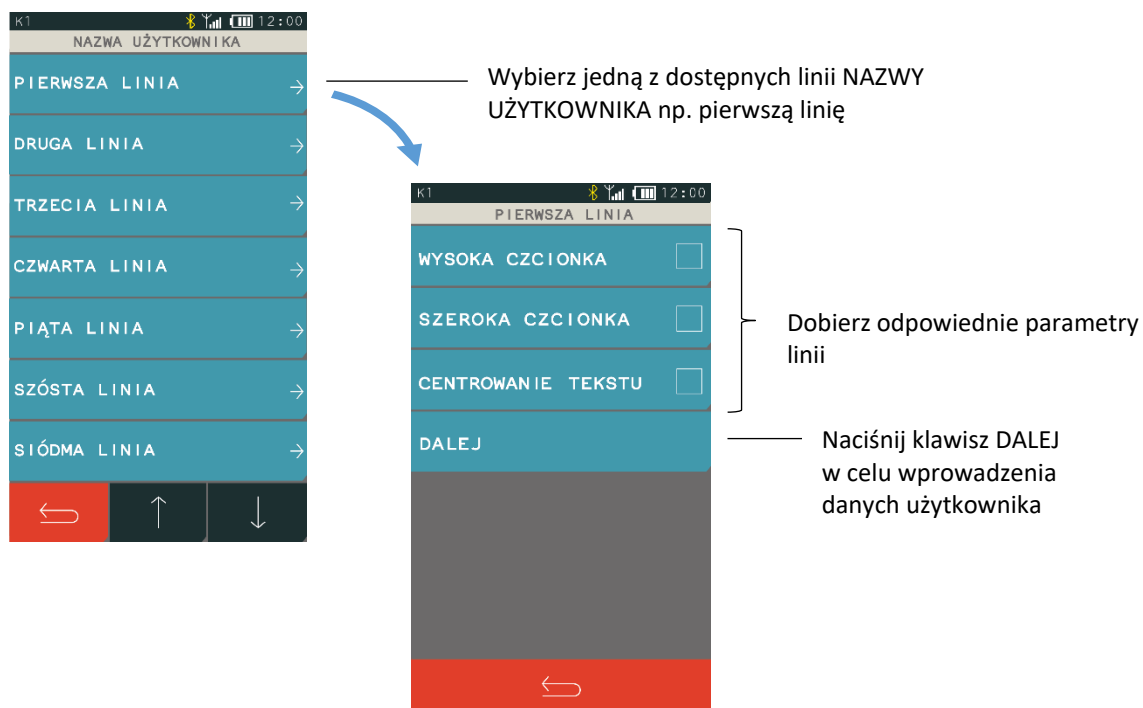 K1 12:00
NAZWA UŻYTKOWNIKA
PIERWSZA LINIA
DRUGA LINIA
TRZECIA LINIA
CZWARTA LINIA
PIĄTA LINIA
SZÓSTA LINIA
SIÓDMA LINIA
Wybierz jedną z dostępnych linii NAZWY
UŻYTKOWNIKA np. pierwszą linię
K1 12:00
PIERWSZA LINIA
WYSOKA CZCIONKA
SZEROKA CZCIONKA
CENTROWANIE TEKSTU
DALEJ
Dobierz odpowiednie parametry
linii
Naciśnij klawisz DALEJ
w celu wprowadzenia
danych użytkownika